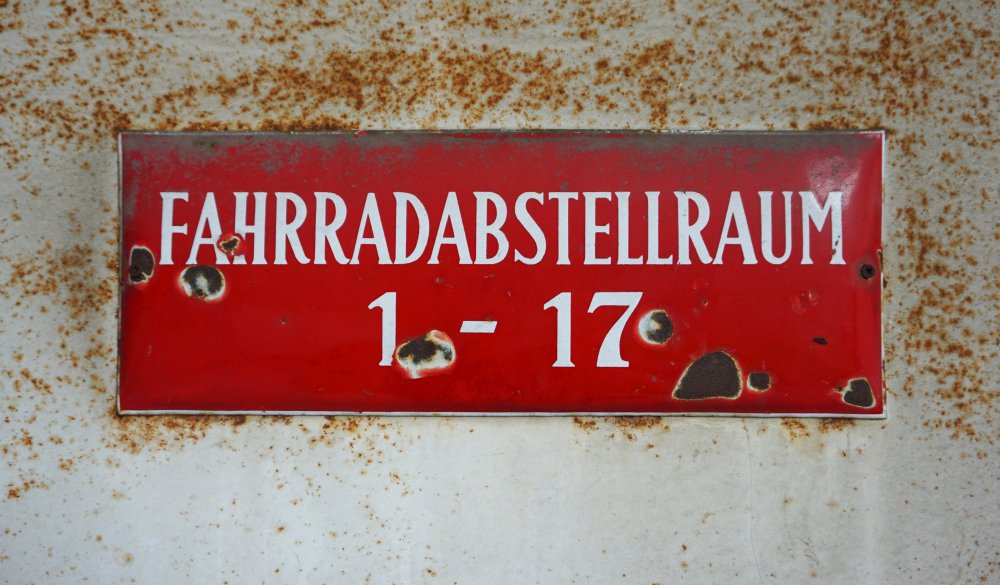 FAHRRADABSTELLRAUM
1 - 17